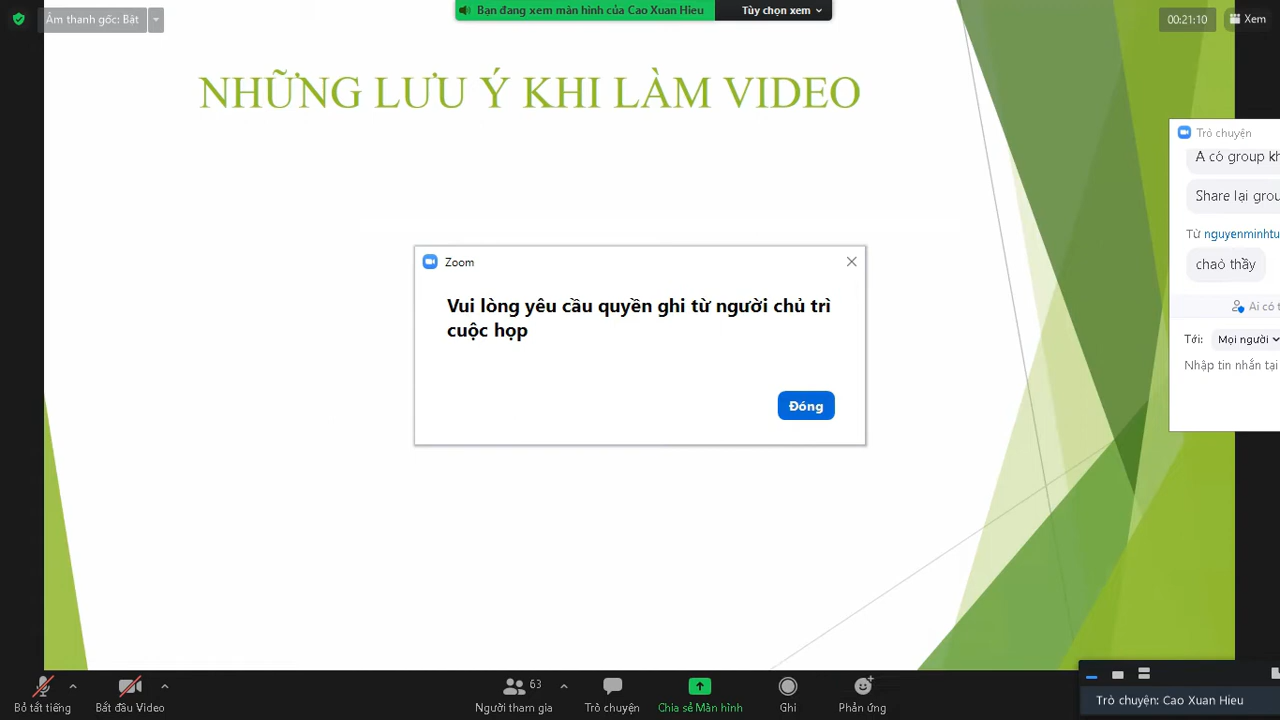 Âm thanh gốc: Bật
Bạn đang xem màn hình của Cao Xuan Hieu
Tùy chọn xem
00:21:10
Xem
NHỮNG LƯU Ý KHI LÀM VIDEO
Trò chuyện
A có group
Share lại
Từ nguyenminhtu
chaỏ thầy
Ai có
Tới: Mọi người
Nhập tin nhắn tại
Zoom
Vui lòng yêu cầu quyền ghi từ người chủ trì
cuộc họp
Đóng
Bỏ tắt tiếng
Bắt đầu Video
63
Người tham gia
Trò chuyện
Chia sẻ Màn hình
Ghi
Phản ứng
Trò chuyện: Cao Xuan Hieu